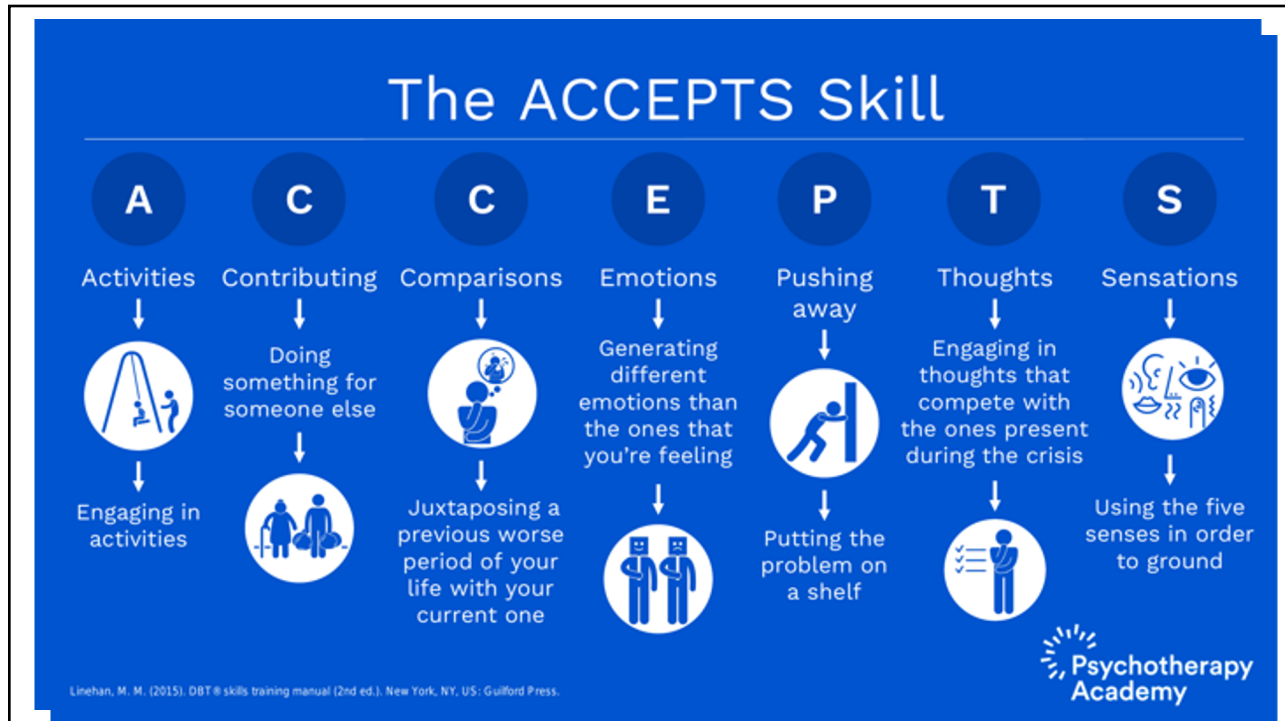 The ACCEPTS Skill
A
Activities
Engaging in
activities
C
Contributing
Doing
something for
someone else
C
Comparisons
Juxtaposing a
previous worse
period of your
life with your
current one
E
Emotions
Generating
different
emotions than
the ones that
you're feeling
P
Pushing
away
Putting the
problem on
a shelf
T
Thoughts
Engaging in
thoughts that
compete with
the ones present
during the crisis
S
Sensations
Using the five
senses in order
to ground
Linehan, M. M. (2015). DBT® skills training manual (2nd ed.). New York, NY, US: Guilford Press.
Psychotherapy
Academy